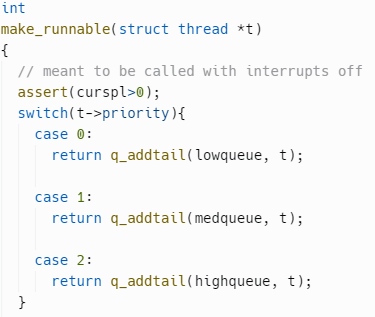 int
make_runnable(struct thread *t)
{
  // meant to be called with interrupts off
  assert(curspl>0);
  switch(t->priority){
    case 0:
      return q_addtail(lowqueue, t);

    case 1:
      return q_addtail(medqueue, t);

    case 2:
      return q_addtail(highqueue, t);
  }